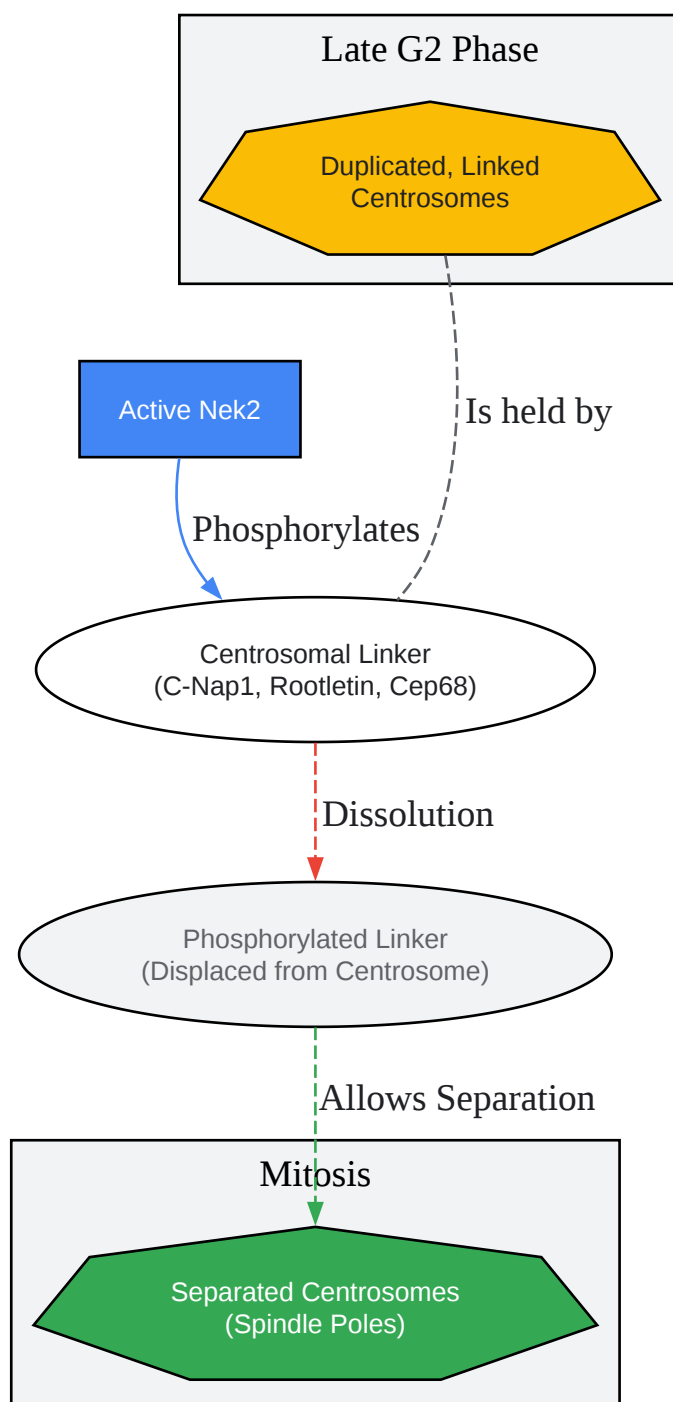 Late G2 Phase
Duplicated, Linked
Centrosomes
Active Nek2
Is held by
Phosphorylates
Centrosomal Linker
(C-Nap1, Rootletin, Cep68)
Dissolution
Phosphorylated Linker
(Displaced from Centrosome)
Allows Separation
Mitosis
Separated Centrosomes
(Spindle Poles)